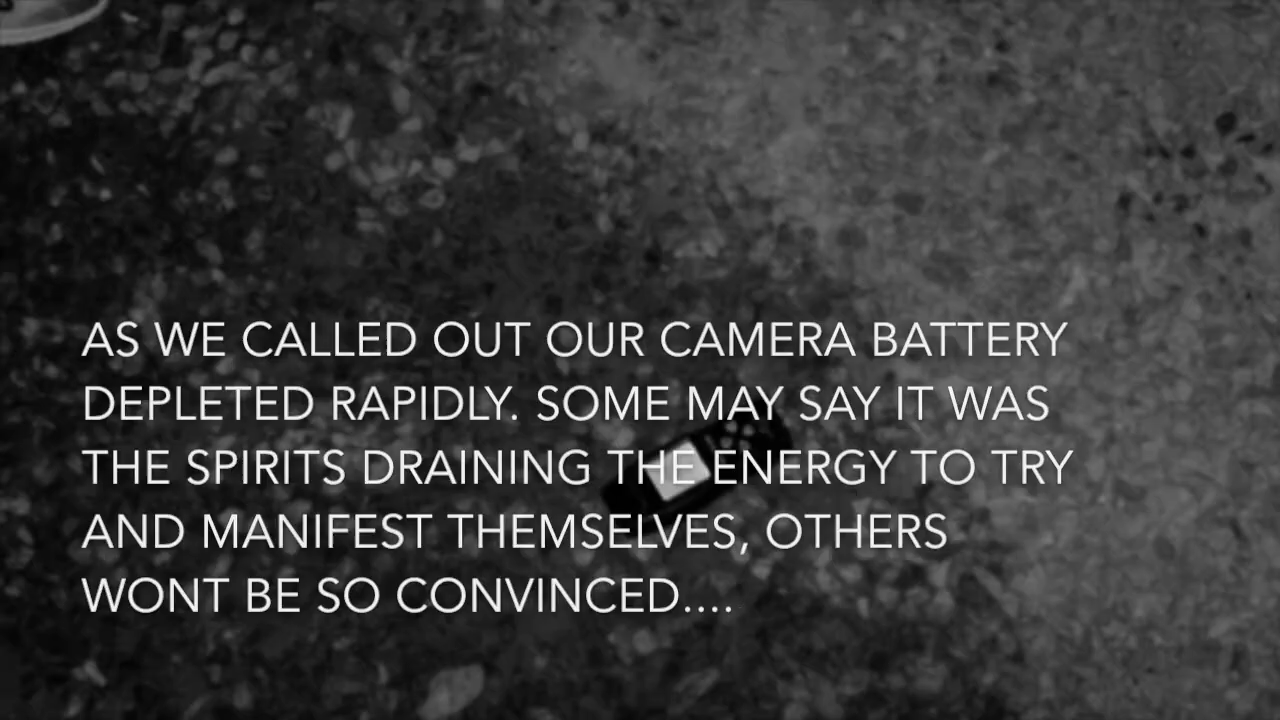 AS WE CALLED OUT OUR CAMERA BATTERY
DEPLETED RAPIDLY. SOME MAY SAY IT WAS
THE SPIRITS DRAINING THE ENERGY TO TRY
AND MANIFEST THEMSELVES, OTHERS
WONT BE SO CONVINCED....